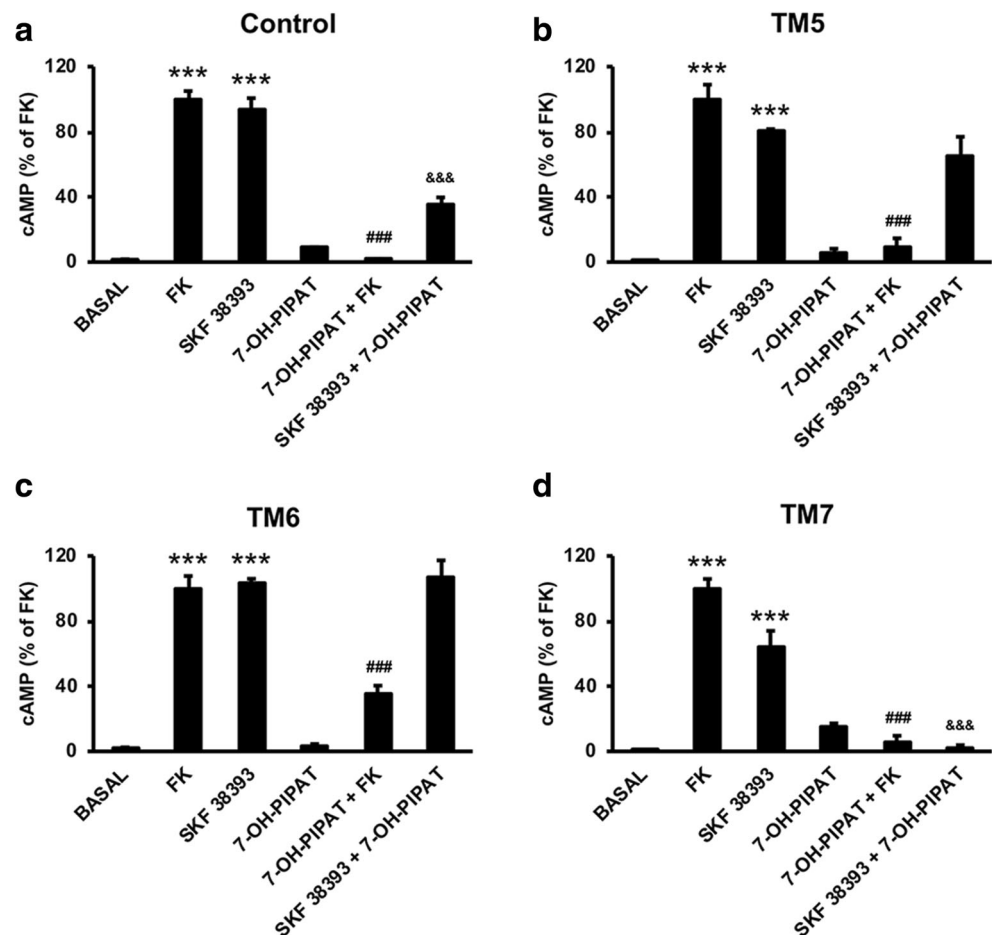 a
Control
cAMP (% of FK)
120
80
40
0
***
***
###
&&&
BASAL
FK
SKF 38393
7-OH-PIPAT
7-OH-PIPAT + FK
SKF 38393 + 7-OH-PIPAT
b
TM5
cAMP (% of FK)
120
80
40
0
***
***
###
BASAL
FK
SKF 38393
7-OH-PIPAT
7-OH-PIPAT + FK
SKF 38393 + 7-OH-PIPAT
c
TM6
cAMP (% of FK)
120
80
40
0
***
***
###
BASAL
FK
SKF 38393
7-OH-PIPAT
7-OH-PIPAT + FK
SKF 38393 + 7-OH-PIPAT
d
TM7
cAMP (% of FK)
120
80
40
0
***
***
###
&&&
BASAL
FK
SKF 38393
7-OH-PIPAT
7-OH-PIPAT + FK
SKF 38393 + 7-OH-PIPAT